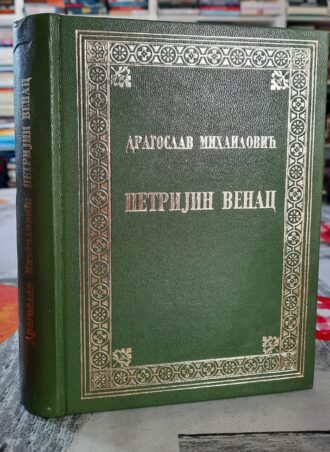 ДРАГОСЛАВ МИХАИЛОВИЋ
ПЕТРИЈИН ВЕНАЦ
Драгослав Михаиловић: ПЕТРИЈИН ВЕНАЦ